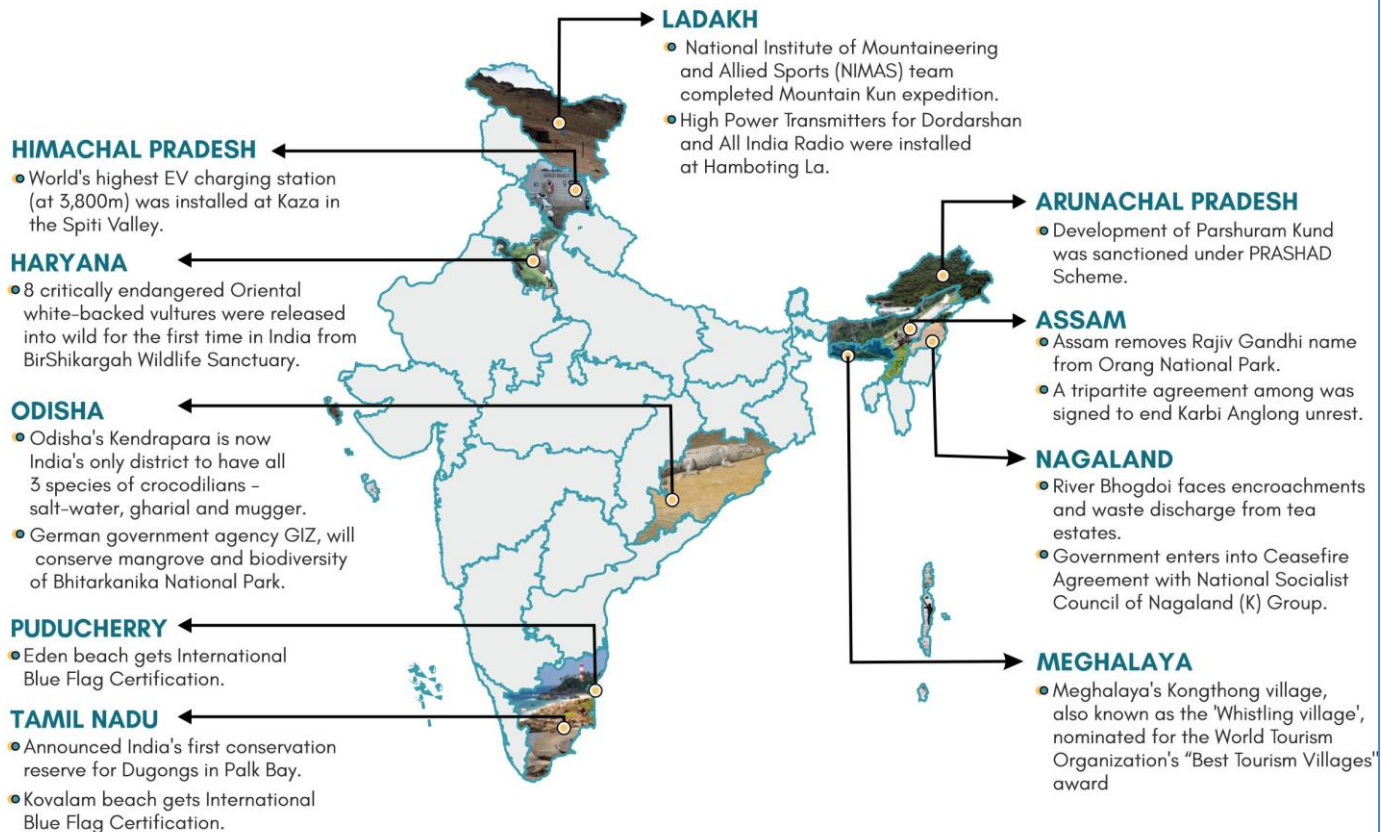 LADAKH
National Institute of Mountaineering
and Allied Sports (NIMAS) team
completed Mountain Kun expedition.
High Power Transmitters for Dordarshan
and All India Radio were installed
at Hamboting La.
HIMACHAL PRADESH
World's highest EV charging station
(at 3,800m) was installed at Kaza in
the Spiti Valley.
HARYANA
8 critically endangered Oriental
white-backed vultures were released
into wild for the first time in India from
BirShikargah Wildlife Sanctuary.
ODISHA
Odisha's Kendrapara is now
India's only district to have all
3 species of crocodilians -
salt-water, gharial and mugger.
German government agency GIZ, will
conserve mangrove and biodiversity
of Bhitarkanika National Park.
PUDUCHERRY
Eden beach gets International
Blue Flag Certification.
TAMIL NADU
Announced India's first conservation
reserve for Dugongs in Palk Bay.
Kovalam beach gets International
Blue Flag Certification.
ARUNACHAL PRADESH
Development of Parshuram Kund
was sanctioned under PRASHAD
Scheme.
ASSAM
Assam removes Rajiv Gandhi name
from Orang National Park.
A tripartite agreement among was
signed to end Karbi Anglong unrest.
NAGALAND
River Bhogdoi faces encroachments
and waste discharge from tea
estates.
Government enters into Ceasefire
Agreement with National Socialist
Council of Nagaland (K) Group.
MEGHALAYA
Meghalaya's Kongthong village,
also known as the 'Whistling village',
nominated for the World Tourism
Organization's “Best Tourism Villages"
award